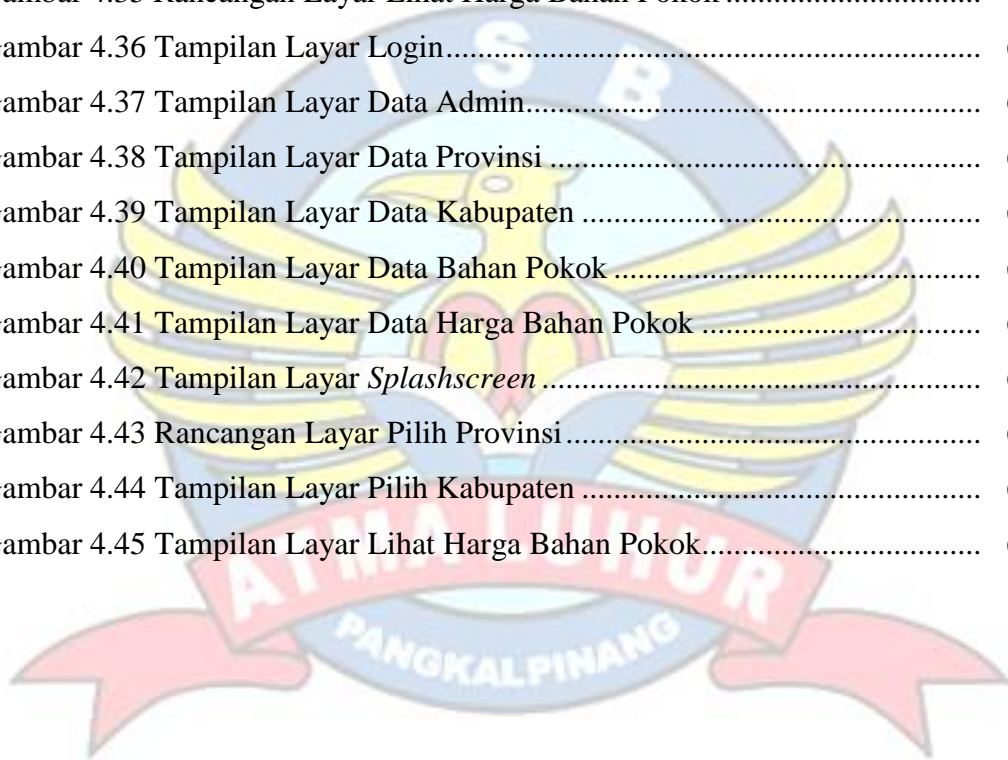 ambar 4.35 Rancangan Layar Lihat Harga Bahan Pokok ................................
ambar 4.36 Tampilan Layar Login....................................................................
ambar 4.37 Tampilan Layar Data Admin..........................................................
ambar 4.38 Tampilan Layar Data Provinsi .......................................................
ambar 4.39 Tampilan Layar Data Kabupaten ...................................................
ambar 4.40 Tampilan Layar Data Bahan Pokok ...............................................
ambar 4.41 Tampilan Layar Data Harga Bahan Pokok ....................................
ambar 4.42 Tampilan Layar Splashscreen ........................................................
ambar 4.43 Rancangan Layar Pilih Provinsi.....................................................
ambar 4.44 Tampilan Layar Pilih Kabupaten ...................................................
ambar 4.45 Tampilan Layar Lihat Harga Bahan Pokok...................................
I S B
ATMA LUHUR
PANGKALPINANG